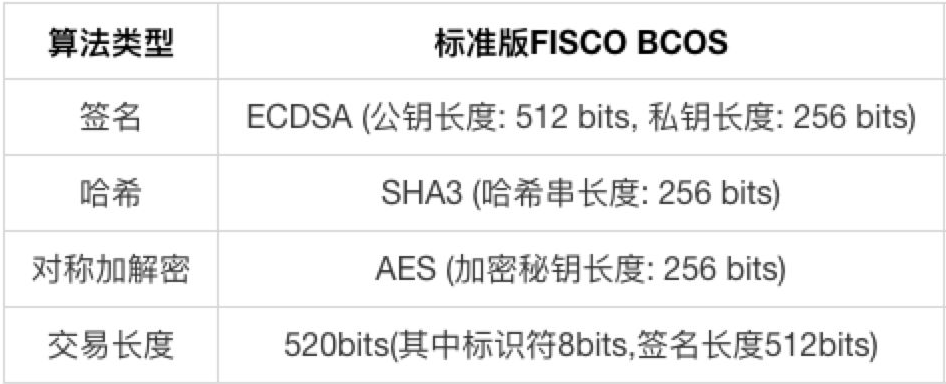 算法类型 标准版FISCO BCOS
签名 ECDSA (公钥长度: 512 bits, 私钥长度: 256 bits)
哈希 SHA3 (哈希串长度: 256 bits)
对称加解密 AES (加密秘钥长度: 256 bits)
交易长度 520bits(其中标识符8bits,签名长度512bits)